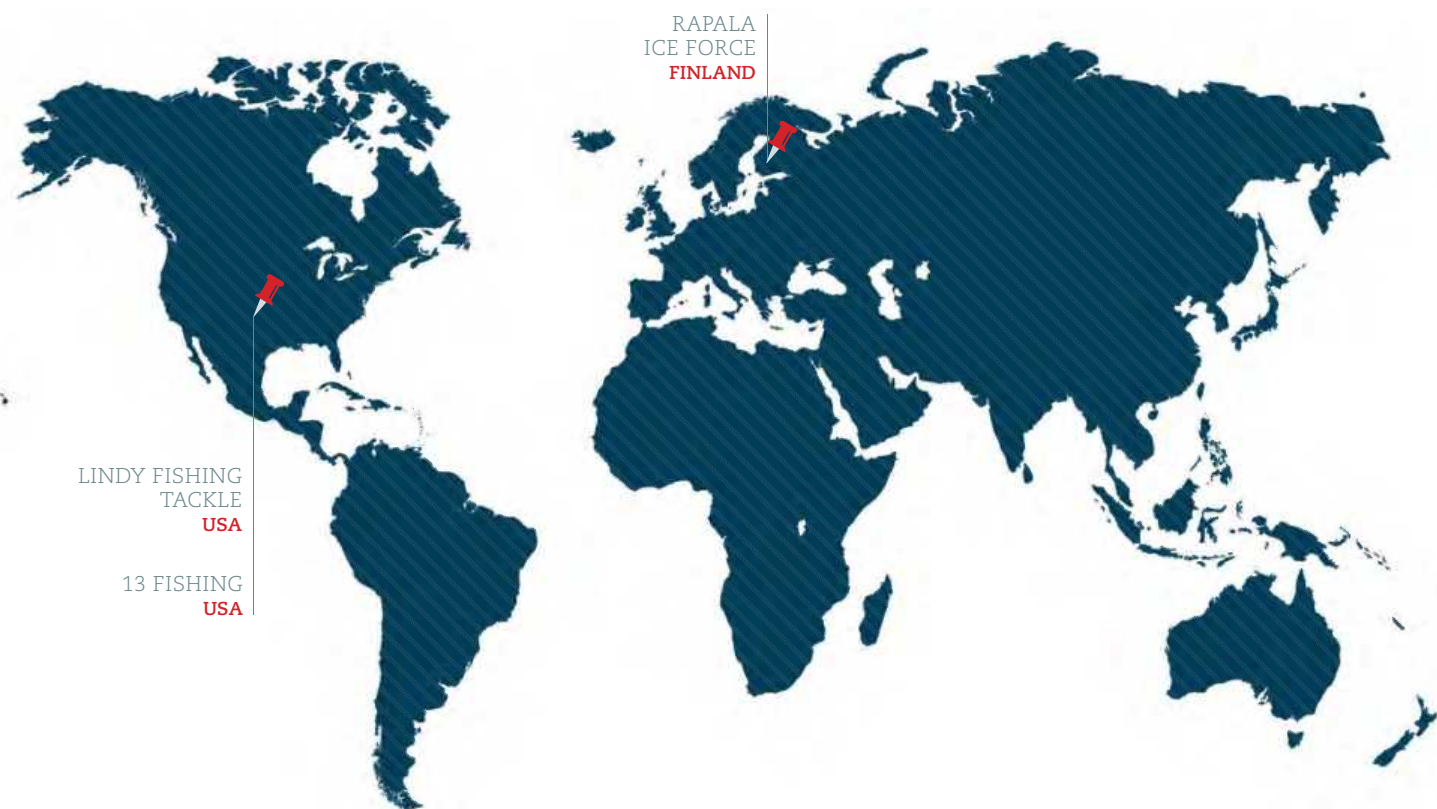 RAPALA
ICE FORCE
FINLAND
LINDY FISHING
TACKLE
USA
13 FISHING
USA